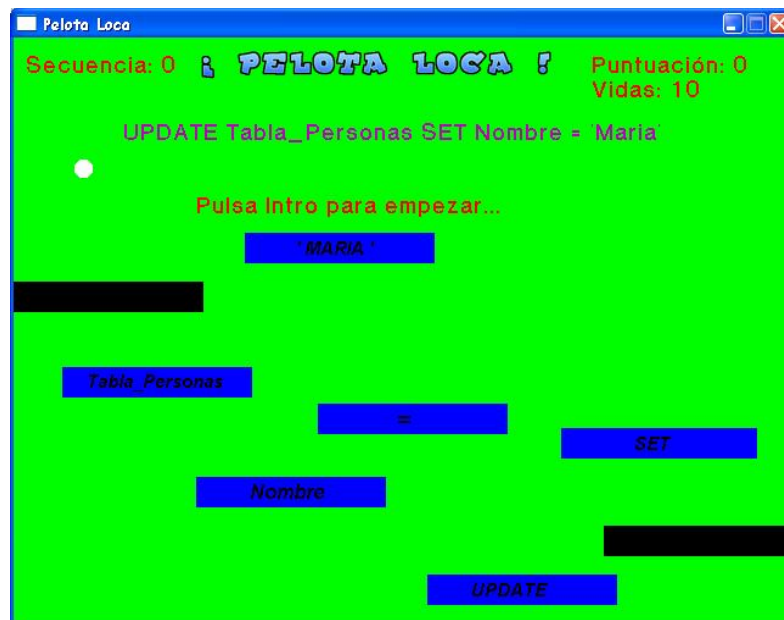 Pelota Loca
Secuencia: 0
¡ PELOTA LOCA !
Puntuación: 0
Vidas: 10
UPDATE Tabla_Personas SET Nombre = 'Maria'
Pulsa Intro para empezar...
' MARIA '
Tabla_Personas
=
SET
Nombre
UPDATE